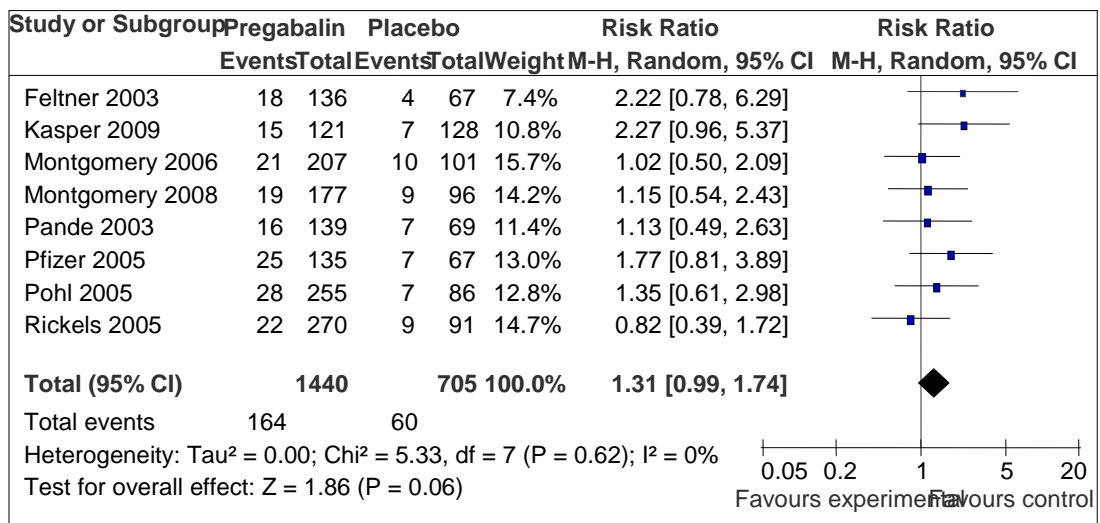 Study or Subgroup Pregabalin Placebo Risk Ratio Risk Ratio
Events Total Events Total Weight M-H, Random, 95% CI M-H, Random, 95% CI
Feltner 2003 18 136 4 67 7.4% 2.22 [0.78, 6.29]
Kasper 2009 15 121 7 128 10.8% 2.27 [0.96, 5.37]
Montgomery 2006 21 207 10 101 15.7% 1.02 [0.50, 2.09]
Montgomery 2008 19 177 9 96 14.2% 1.15 [0.54, 2.43]
Pande 2003 16 139 7 69 11.4% 1.13 [0.49, 2.63]
Pfizer 2005 25 135 7 67 13.0% 1.77 [0.81, 3.89]
Pohl 2005 28 255 7 86 12.8% 1.35 [0.61, 2.98]
Rickels 2005 22 270 9 91 14.7% 0.82 [0.39, 1.72]
Total (95% CI) 1440 705 100.0% 1.31 [0.99, 1.74]
Total events 164 60
Heterogeneity: Tau² = 0.00; Chi² = 5.33, df = 7 (P = 0.62); I² = 0%
Test for overall effect: Z = 1.86 (P = 0.06)
0.05 0.2 1 5 20
Favours experimental Favours control